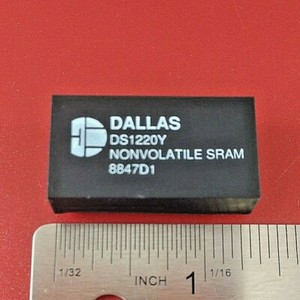 DALLAS
DS1220Y
NONVOLATILE SRAM
8847D1
1/32 INCH 1 1/16